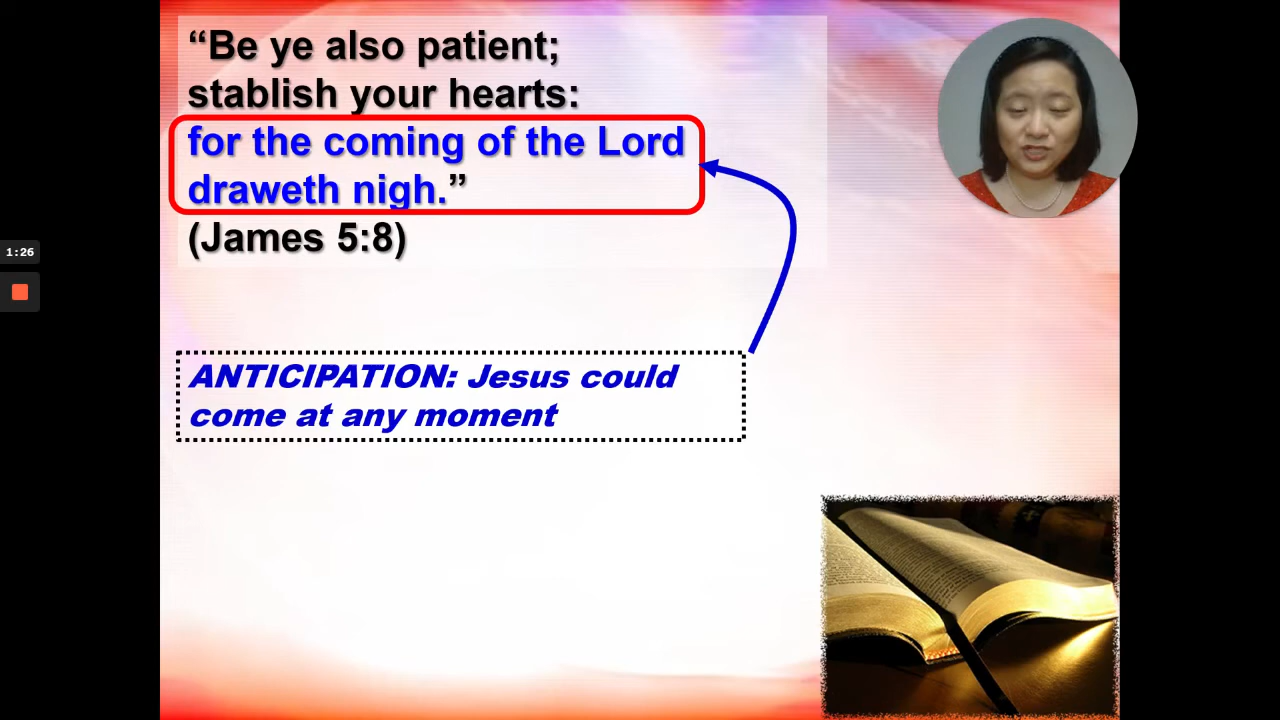 “Be ye also patient;
stablish your hearts:
for the coming of the Lord
draweth nigh.”
(James 5:8)
1:26
ANTICIPATION: Jesus could
come at any moment